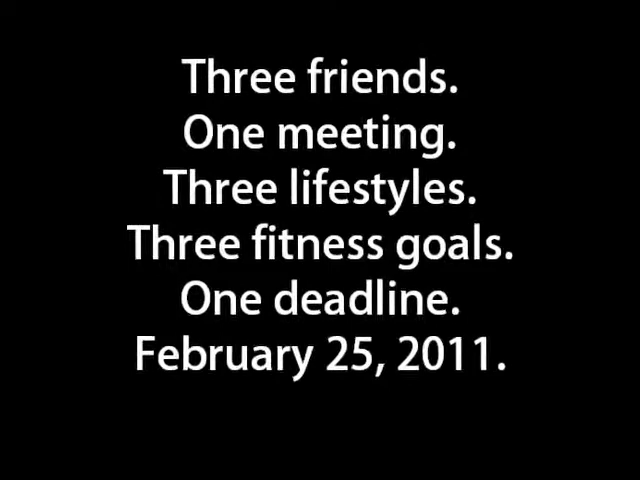 Three friends.
One meeting.
Three lifestyles.
Three fitness goals.
One deadline.
February 25, 2011.